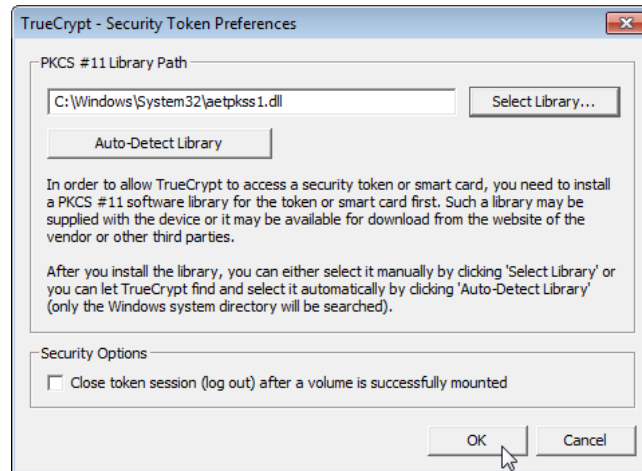 TrueCrypt - Security Token Preferences
PKCS #11 Library Path
C:\Windows\System32\aetpkss1.dll
Select Library...
Auto-Detect Library
In order to allow TrueCrypt to access a security token or smart card, you need to install
a PKCS #11 software library for the token or smart card first. Such a library may be
supplied with the device or it may be available for download from the website of the
vendor or other third parties.
After you install the library, you can either select it manually by clicking 'Select Library' or
you can let TrueCrypt find and select it automatically by clicking 'Auto-Detect Library'
(only the Windows system directory will be searched).
Security Options
Close token session (log out) after a volume is successfully mounted
OK
Cancel